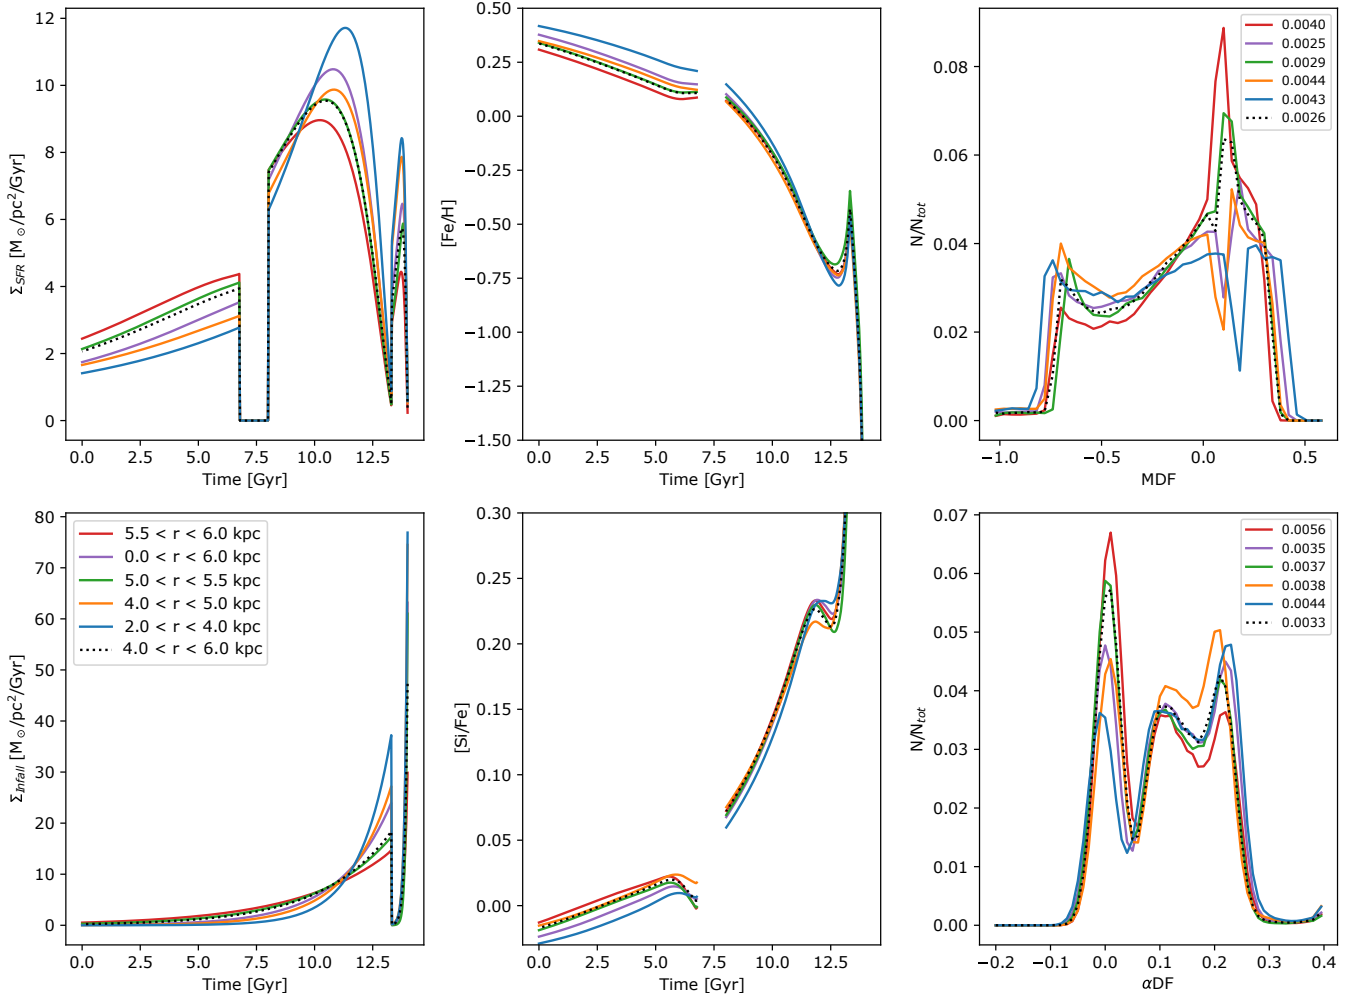 12
10
8
6
4
2
0
Σ_SFR [M⊙/pc²/Gyr]
0.0 2.5 5.0 7.5 10.0 12.5
Time [Gyr]
0.50
0.25
0.00
−0.25
−0.50
−0.75
−1.00
−1.25
−1.50
[Fe/H]
0.0 2.5 5.0 7.5 10.0 12.5
Time [Gyr]
0.08
0.06
0.04
0.02
0.00
N/N_tot
0.0040
0.0025
0.0029
0.0044
0.0043
0.0026
−1.0 −0.5 0.0 0.5
MDF
80
70
60
50
40
30
20
10
0
Σ_Infall [M⊙/pc²/Gyr]
5.5 < r < 6.0 kpc
0.0 < r < 6.0 kpc
5.0 < r < 5.5 kpc
4.0 < r < 5.0 kpc
2.0 < r < 4.0 kpc
4.0 < r < 6.0 kpc
0.0 2.5 5.0 7.5 10.0 12.5
Time [Gyr]
0.30
0.25
0.20
0.15
0.10
0.05
0.00
[Si/Fe]
0.0 2.5 5.0 7.5 10.0 12.5
Time [Gyr]
0.07
0.06
0.05
0.04
0.03
0.02
0.01
0.00
N/N_tot
0.0056
0.0035
0.0037
0.0038
0.0044
0.0033
−0.2 −0.1 0.0 0.1 0.2 0.3 0.4
αDF